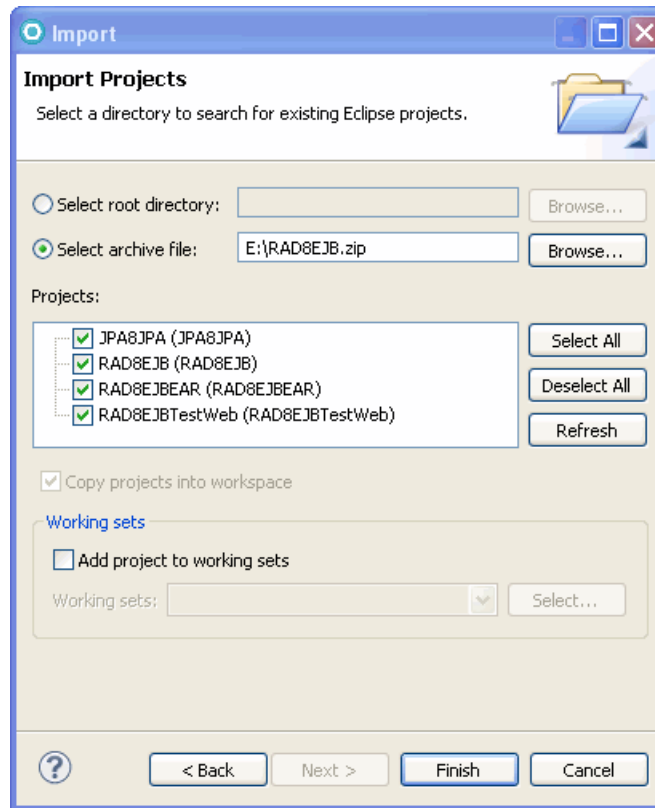 Import
Import Projects
Select a directory to search for existing Eclipse projects.
Select root directory: Browse...
Select archive file: E:\RAD8EJB.zip Browse...
Projects:
JPA8JPA (JPA8JPA) Select All
RAD8EJB (RAD8EJB)
RAD8EJBEAR (RAD8EJBEAR) Deselect All
RAD8EJBTestWeb (RAD8EJBTestWeb)
Refresh
Copy projects into workspace
Working sets
Add project to working sets
Working sets: Select...
? < Back Next > Finish Cancel